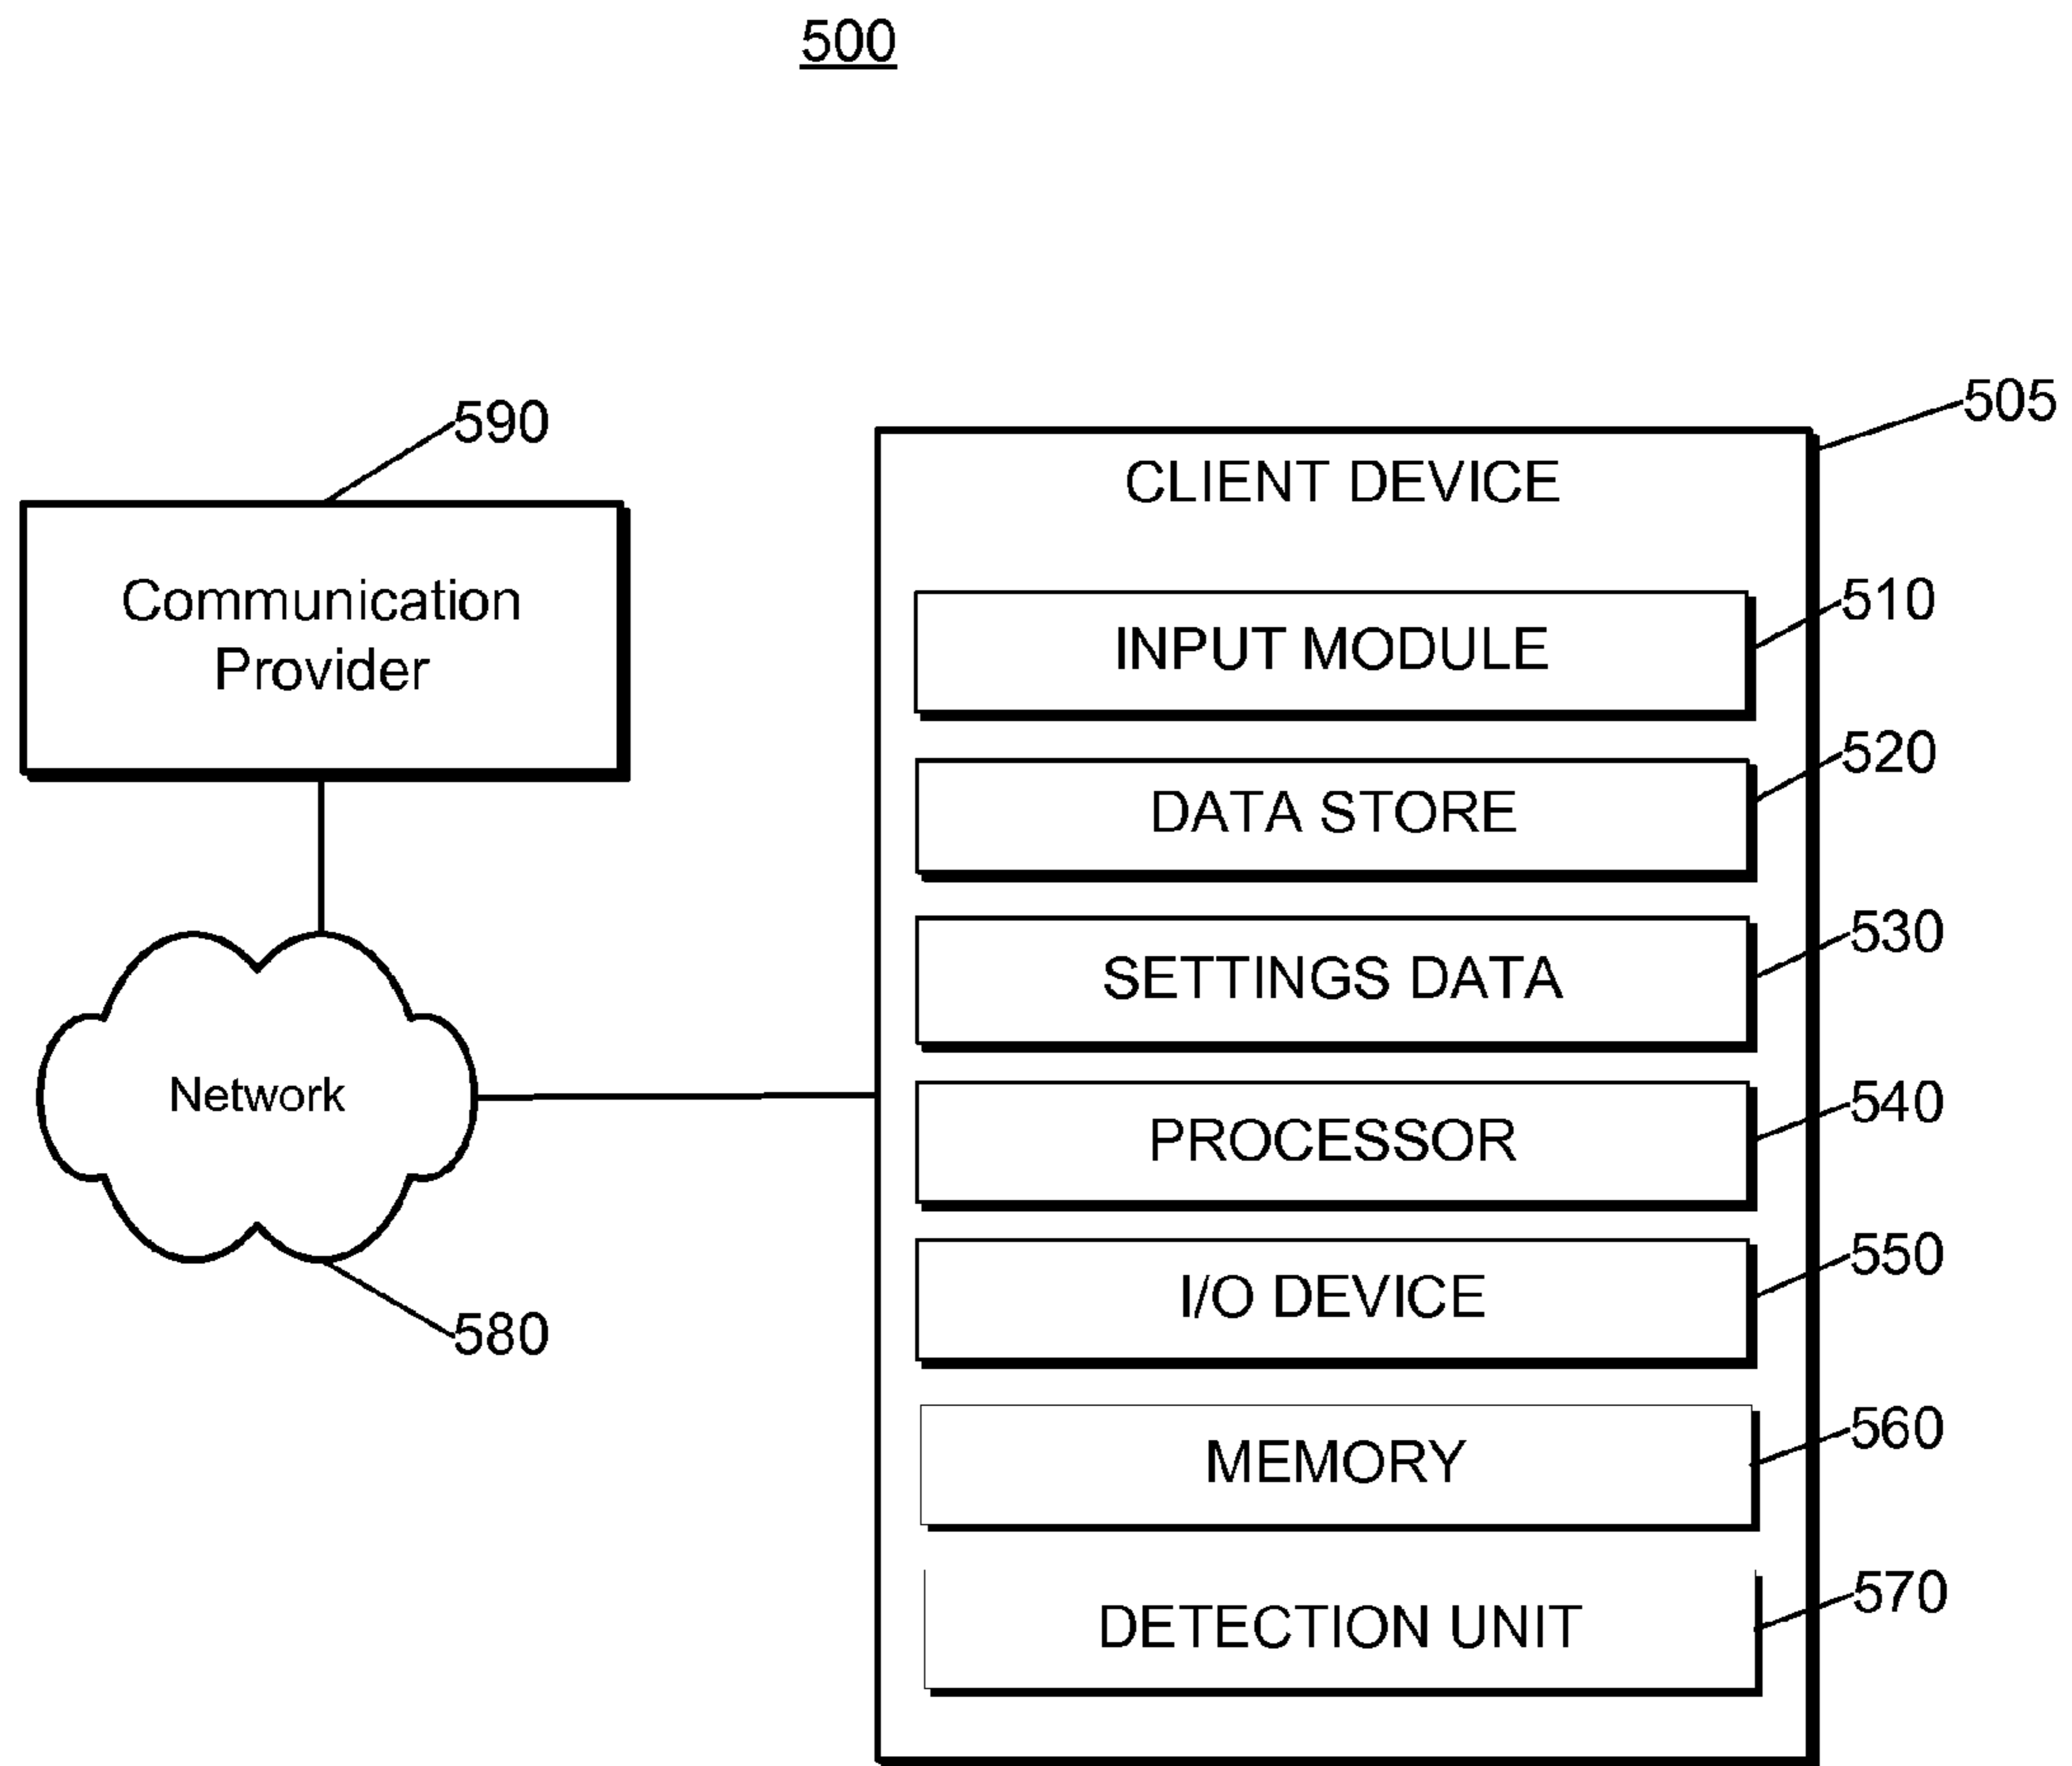 500
590
505
Communication
Provider
CLIENT DEVICE
INPUT MODULE
510
DATA STORE
520
SETTINGS DATA
530
Network
PROCESSOR
540
I/O DEVICE
550
580
MEMORY
560
DETECTION UNIT
570